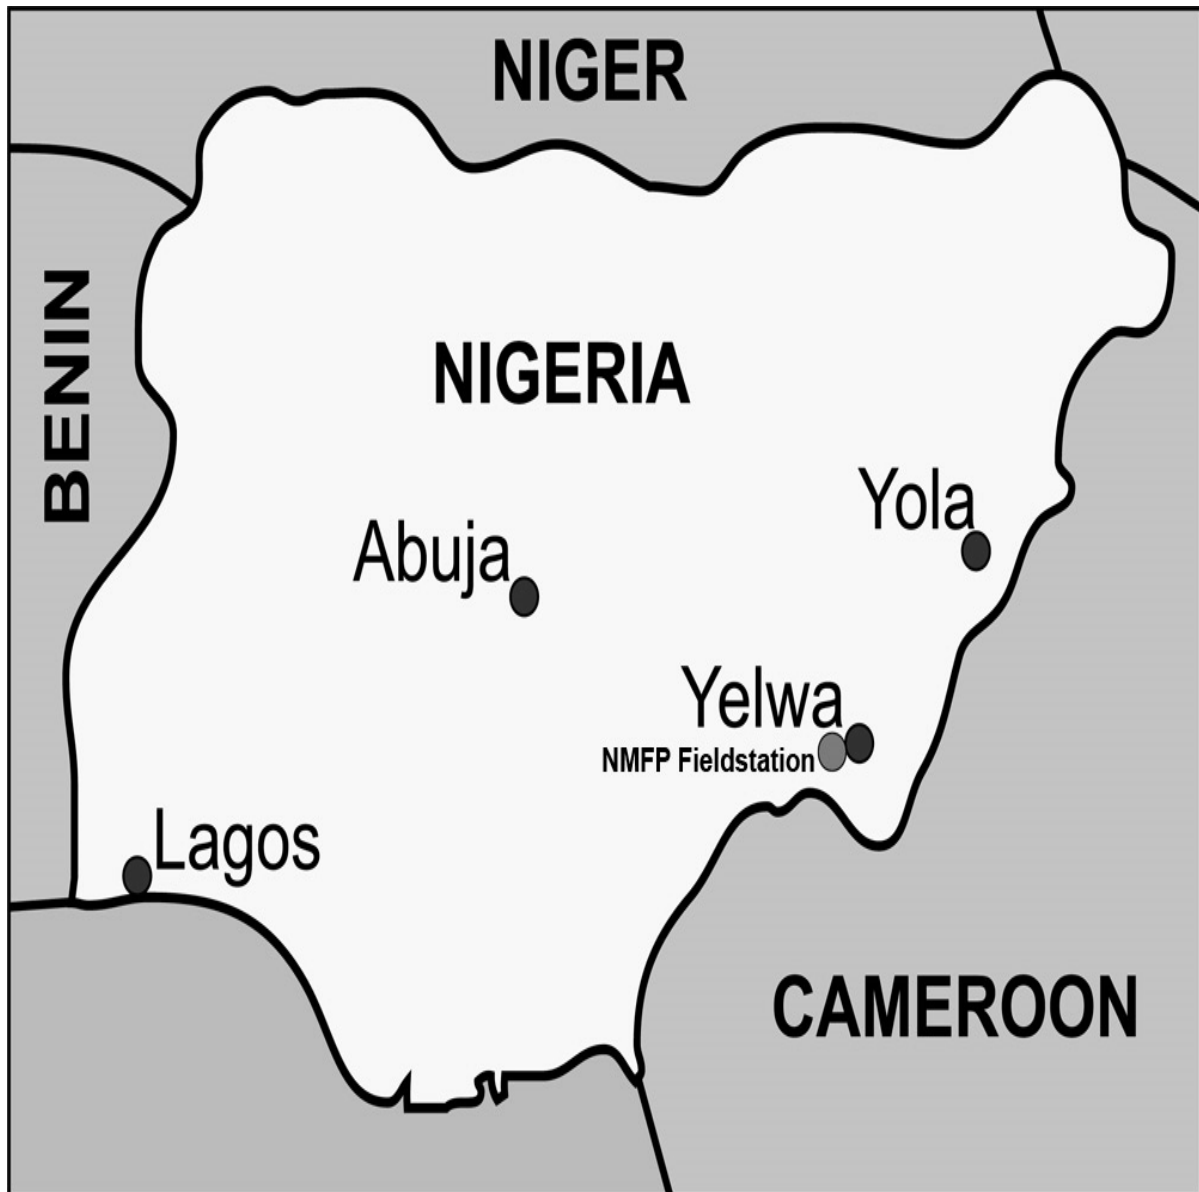 NIGER
BENIN
NIGERIA
Yola
Abuja
Yelwa
NMFP Fieldstation
Lagos
CAMEROON